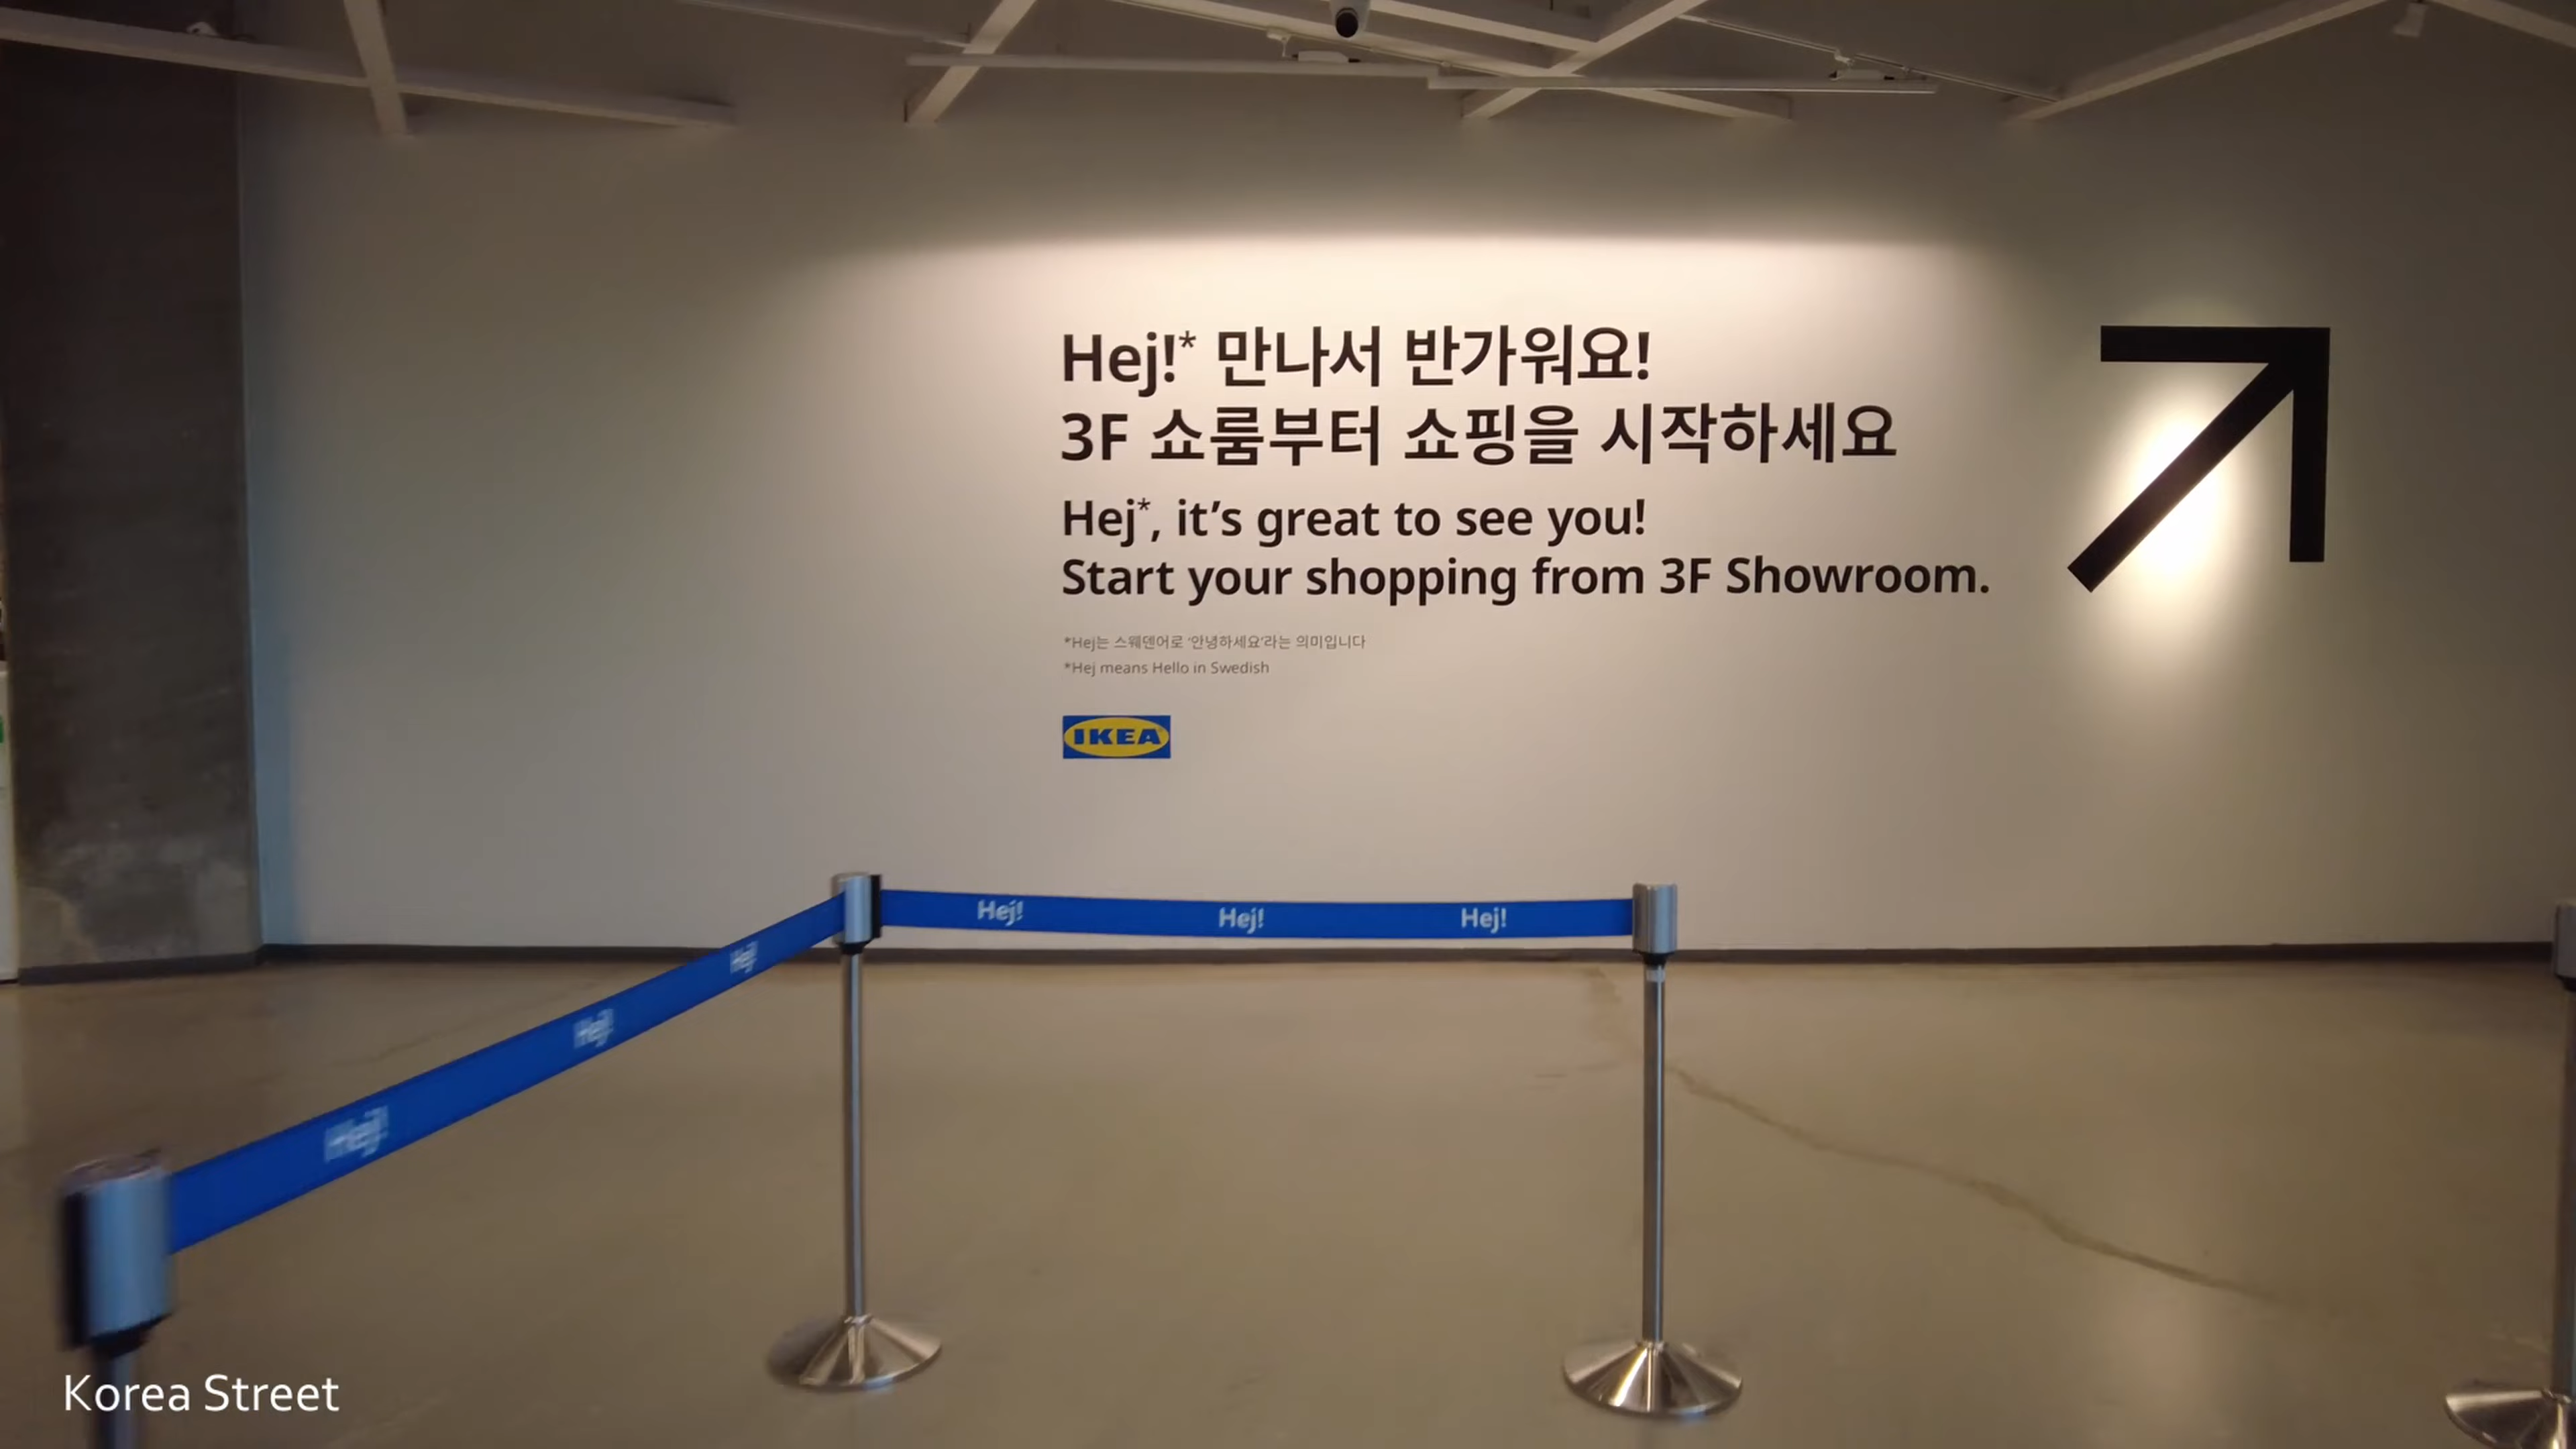 Hej!* 만나서 반가워요!
3F 쇼룸부터 쇼핑을 시작하세요
Hej*, it's great to see you!
Start your shopping from 3F Showroom.
*Hej는 스웨덴어로 '안녕하세요'라는 의미입니다
*Hej means Hello in Swedish
IKEA
Hej! Hej! Hej!
Hej!
Hej!
Hej!
Korea Street